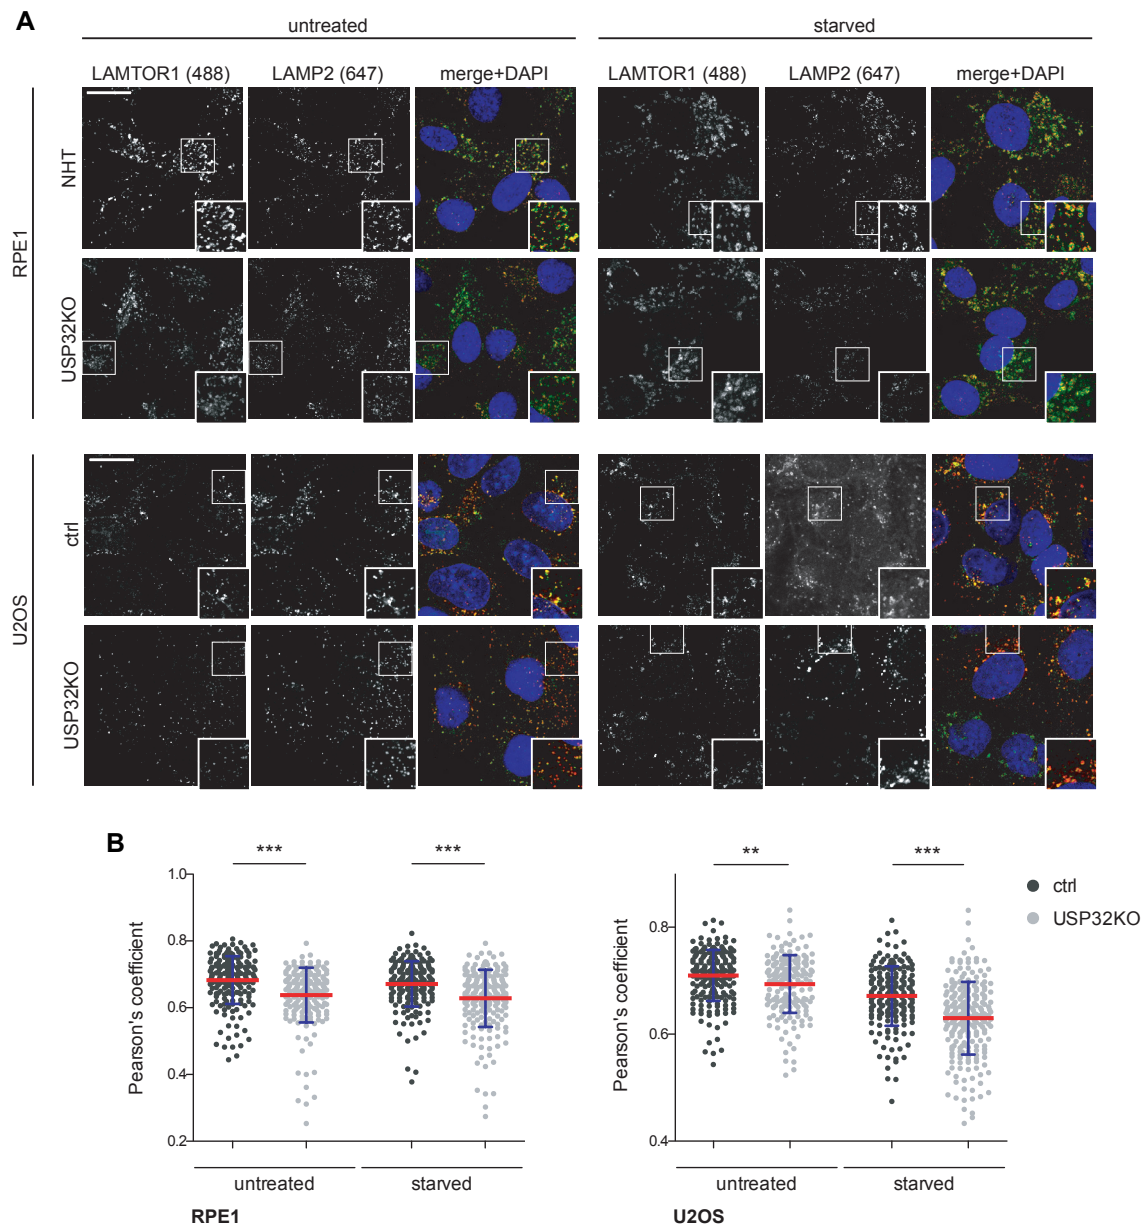 A
untreated
starved
LAMTOR1 (488)
LAMP2 (647)
merge+DAPI
LAMTOR1 (488)
LAMP2 (647)
merge+DAPI
RPE1
NHT
USP32KO
U2OS
ctrl
USP32KO
B
***
***
**
***
ctrl
USP32KO
Pearson's coefficient
1.0
0.8
0.6
0.4
0.2
Pearson's coefficient
0.8
0.6
0.4
untreated
starved
untreated
starved
RPE1
U2OS